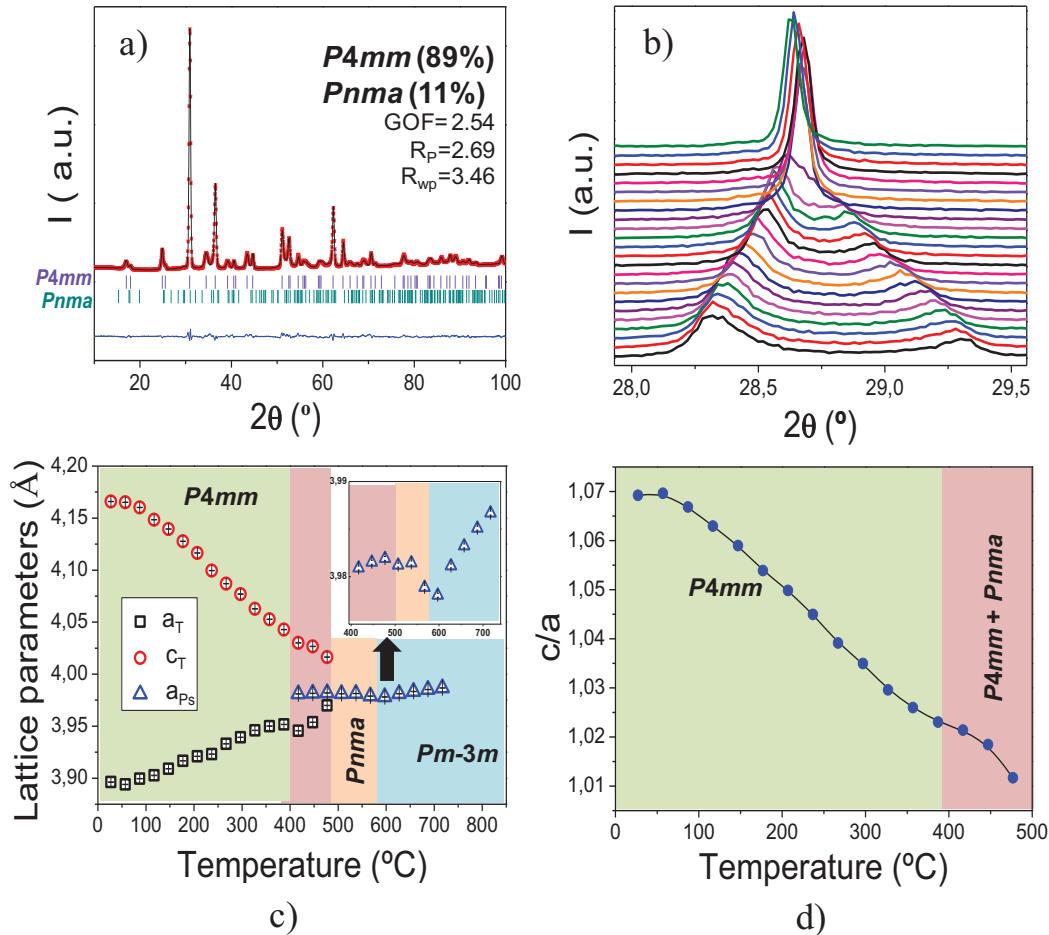 a)
P4mm (89%)
Pnma (11%)
GOF=2.54
R_P=2.69
R_wp=3.46
I ( a.u.)
P4mm
Pnma
20
40
60
80
100
2θ (º)
b)
I (a.u.)
28,0
28,5
29,0
29,5
2θ (º)
4,20
4,15
4,10
4,05
4,00
3,95
3,90
Lattice parameters (Å)
P4mm
a_T
c_T
a_Ps
3,99
3,98
400
500
600
700
Pnma
Pm-3m
0
100
200
300
400
500
600
700
800
Temperature (ºC)
c)
1,07
1,06
1,05
1,04
1,03
1,02
1,01
c/a
P4mm
P4mm + Pnma
0
100
200
300
400
500
Temperature (ºC)
d)